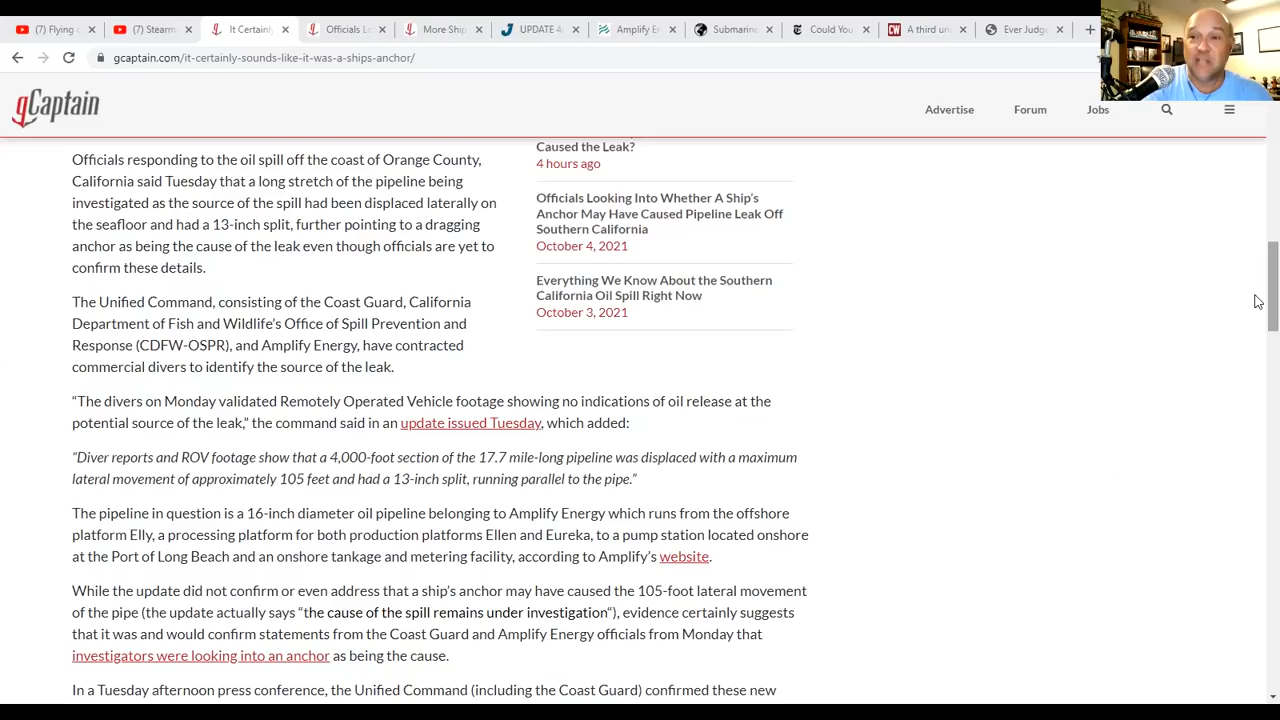 (7) Flying
(7) Stearm
It Certainly
Officials Lo
More Ship
UPDATE 4
Amplify En
Submarine
Could You
A third un
Ever Judge
gcaptain.com/it-certainly-sounds-like-it-was-a-ships-anchor/
gCaptain
Advertise
Forum
Jobs
Caused the Leak?
4 hours ago
Officials Looking Into Whether A Ship's
Anchor May Have Caused Pipeline Leak Off
Southern California
October 4, 2021
Everything We Know About the Southern
California Oil Spill Right Now
October 3, 2021
Officials responding to the oil spill off the coast of Orange County,
California said Tuesday that a long stretch of the pipeline being
investigated as the source of the spill had been displaced laterally on
the seafloor and had a 13-inch split, further pointing to a dragging
anchor as being the cause of the leak even though officials are yet to
confirm these details.
The Unified Command, consisting of the Coast Guard, California
Department of Fish and Wildlife's Office of Spill Prevention and
Response (CDFW-OSPR), and Amplify Energy, have contracted
commercial divers to identify the source of the leak.
“The divers on Monday validated Remotely Operated Vehicle footage showing no indications of oil release at the
potential source of the leak,” the command said in an update issued Tuesday, which added:
“Diver reports and ROV footage show that a 4,000-foot section of the 17.7 mile-long pipeline was displaced with a maximum
lateral movement of approximately 105 feet and had a 13-inch split, running parallel to the pipe.”
The pipeline in question is a 16-inch diameter oil pipeline belonging to Amplify Energy which runs from the offshore
platform Elly, a processing platform for both production platforms Ellen and Eureka, to a pump station located onshore
at the Port of Long Beach and an onshore tankage and metering facility, according to Amplify's website.
While the update did not confirm or even address that a ship's anchor may have caused the 105-foot lateral movement
of the pipe (the update actually says “the cause of the spill remains under investigation“), evidence certainly suggests
that it was and would confirm statements from the Coast Guard and Amplify Energy officials from Monday that
investigators were looking into an anchor as being the cause.
In a Tuesday afternoon press conference, the Unified Command (including the Coast Guard) confirmed these new